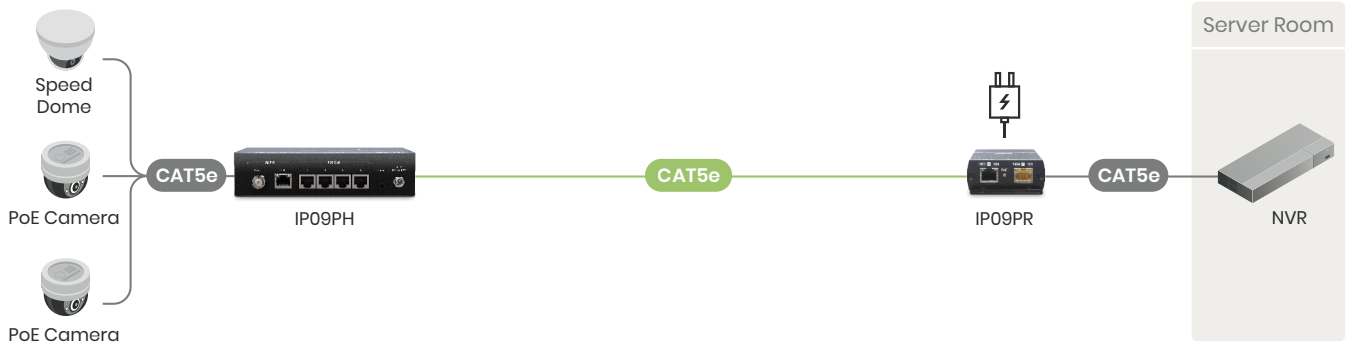 Server Room
Speed
Dome
CAT5e
CAT5e
CAT5e
PoE Camera
IP09PH
IP09PR
NVR
PoE Camera